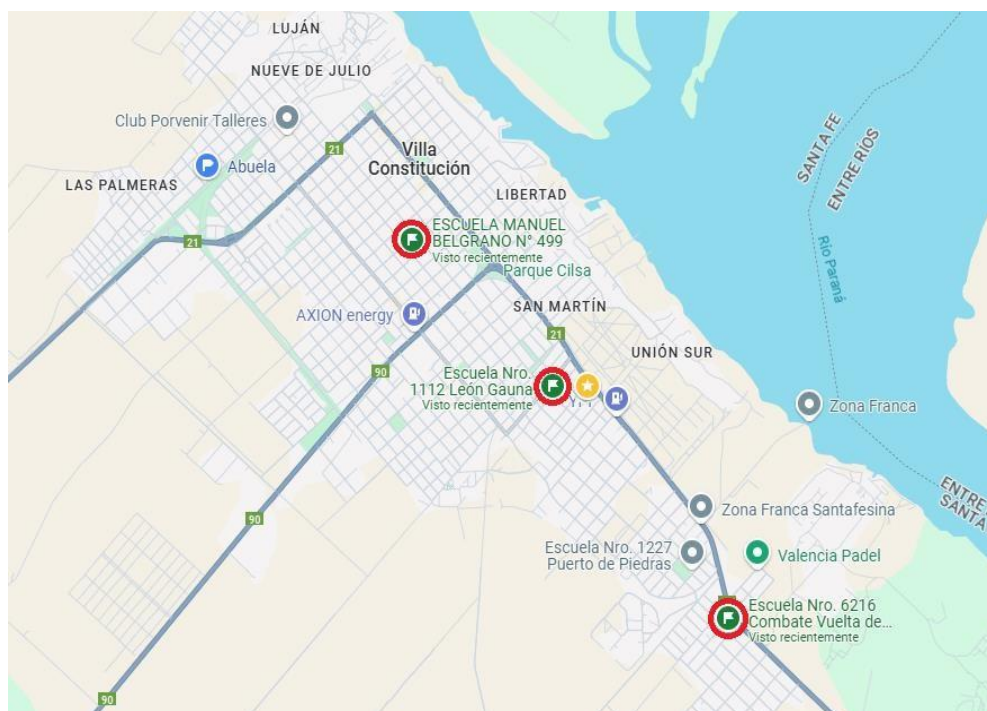 LUJÁN
NUEVE DE JULIO
Club Porvenir Talleres
21
Villa
Constitución
Abuela
LAS PALMERAS
LIBERTAD
SANTA FE
ENTRE RÍOS
ESCUELA MANUEL
BELGRANO N° 499
Visto recientemente
21
Parque Cilsa
Río Paraná
AXION energy
SAN MARTÍN
21
UNIÓN SUR
90
Escuela Nro.
1112 León Gauna
Visto recientemente
Zona Franca
ENTRE
SANTA
90
Zona Franca Santafesina
Escuela Nro. 1227
Puerto de Piedras
Valencia Padel
Escuela Nro. 6216
Combate Vuelta de...
Visto recientemente
90